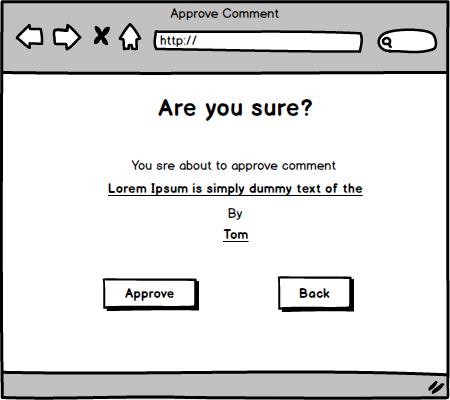 Approve Comment
http://
Are you sure?
You sre about to approve comment
Lorem Ipsum is simply dummy text of the
By
Tom
Approve
Back